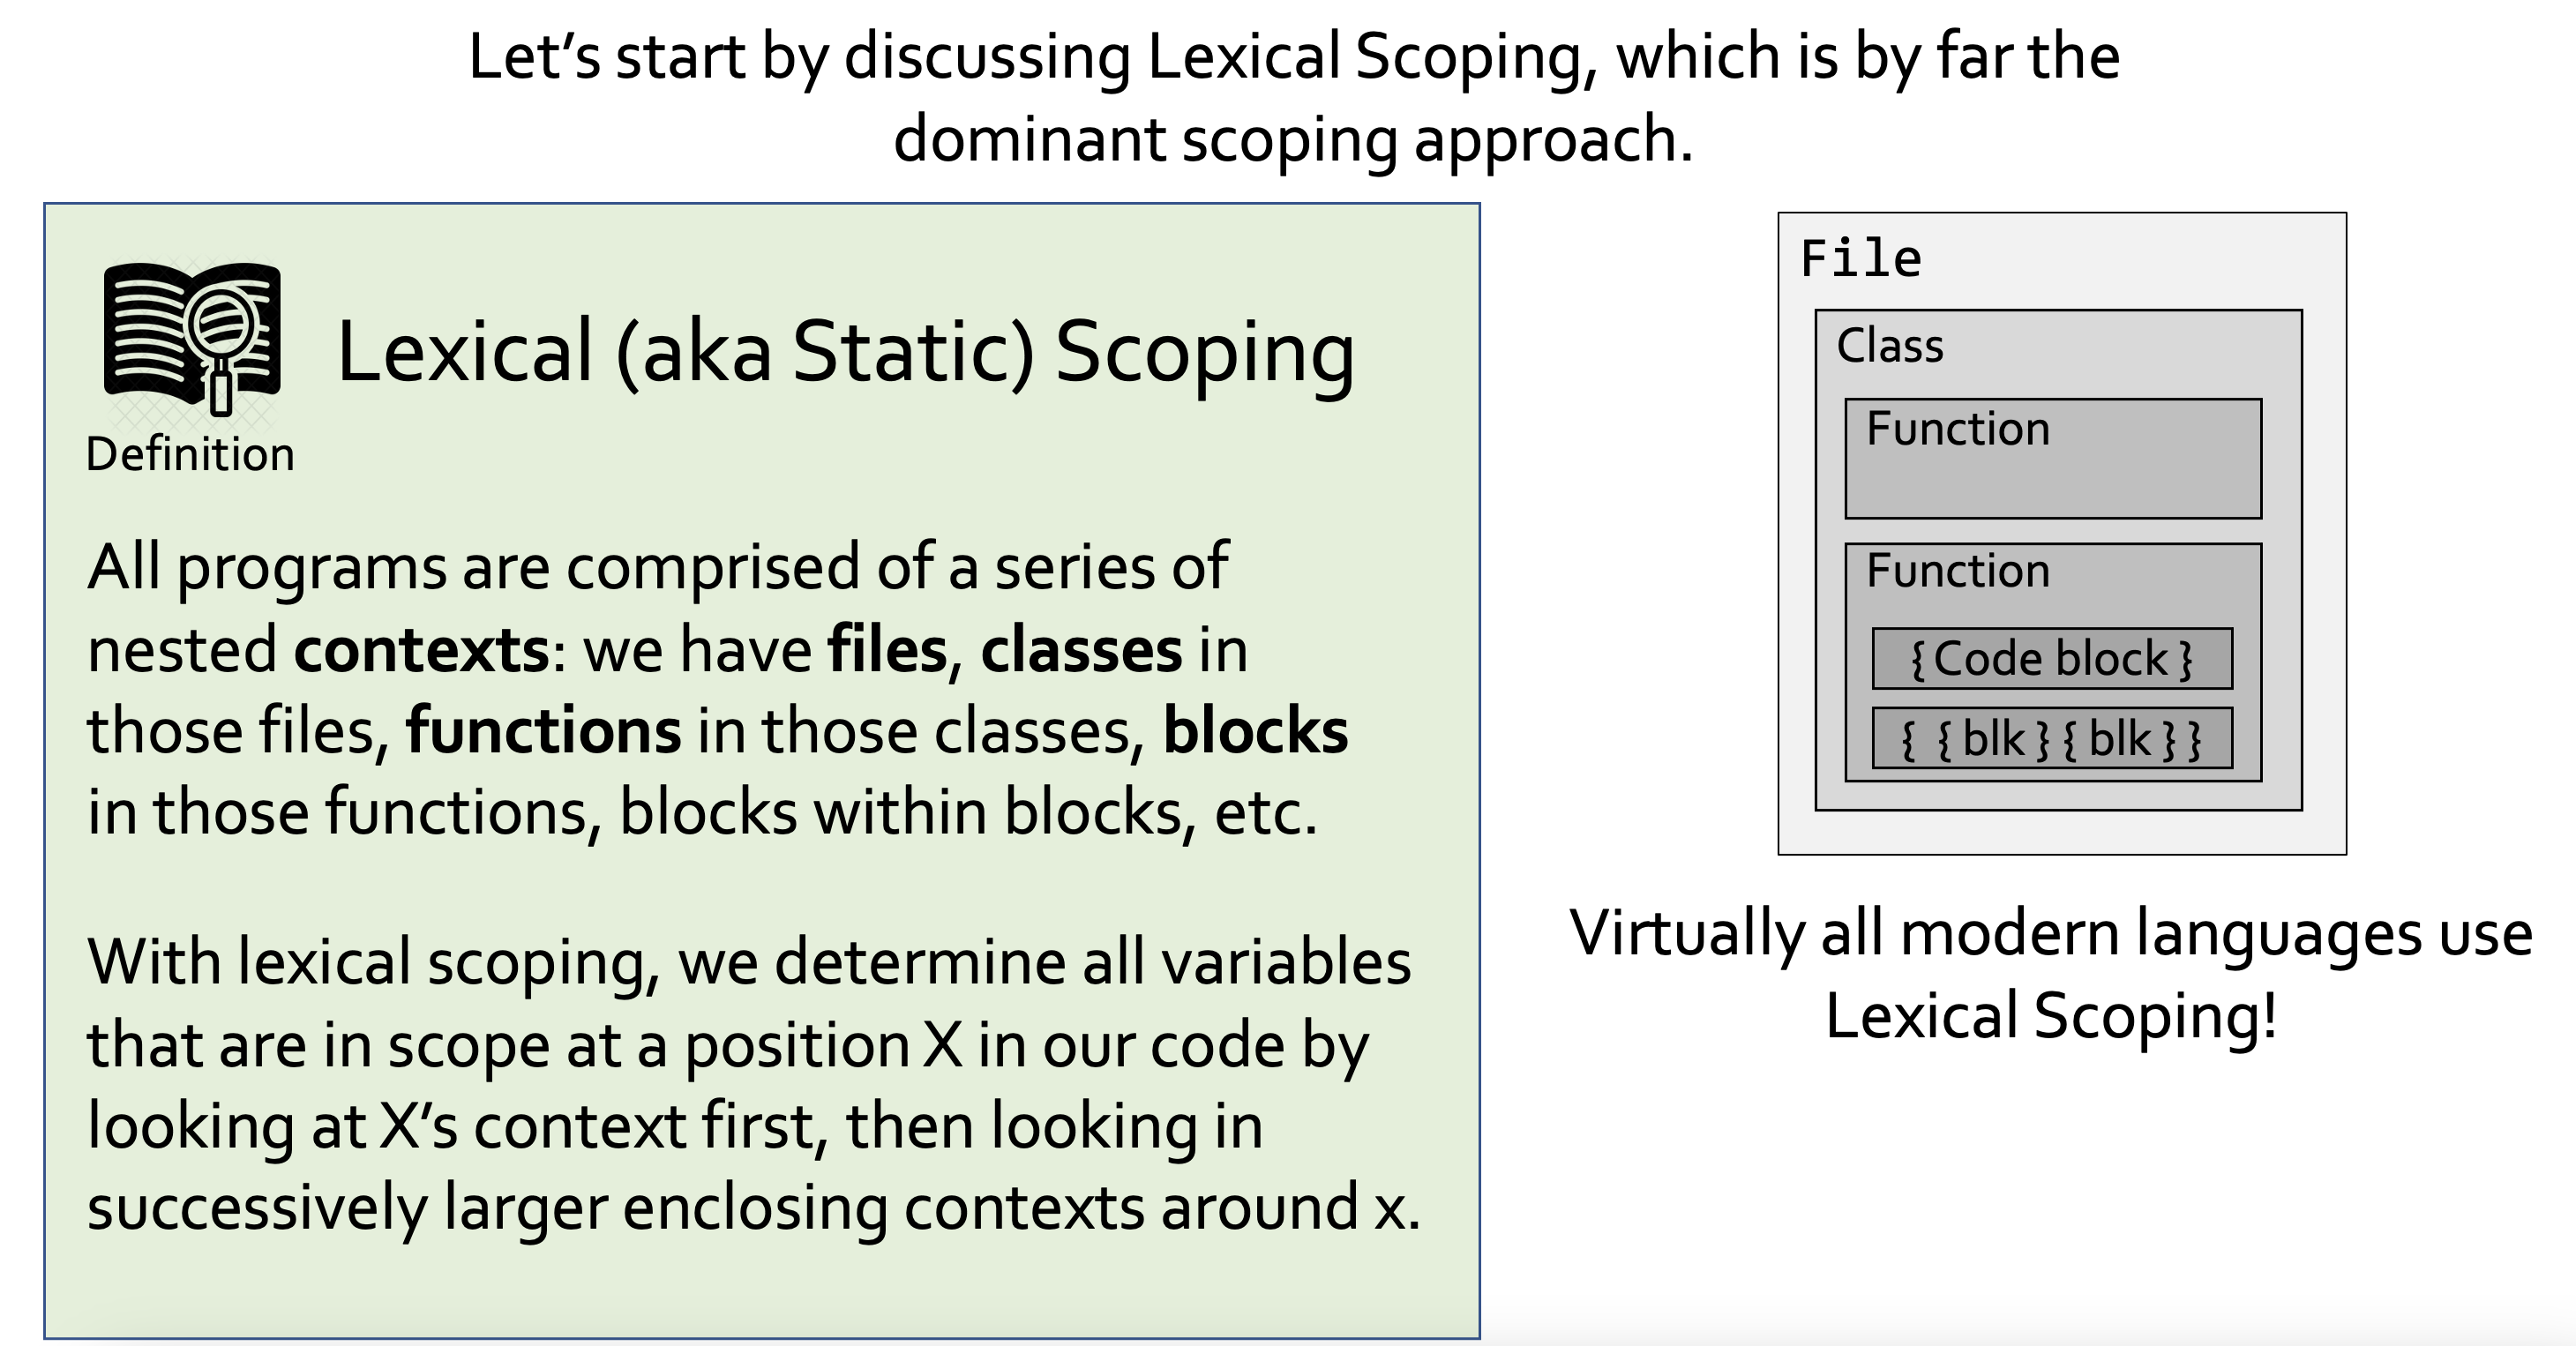 Let’s start by discussing Lexical Scoping, which is by far the
dominant scoping approach.
Definition
Lexical (aka Static) Scoping
All programs are comprised of a series of
nested contexts: we have files, classes in
those files, functions in those classes, blocks
in those functions, blocks within blocks, etc.
With lexical scoping, we determine all variables
that are in scope at a position X in our code by
looking at X’s context first, then looking in
successively larger enclosing contexts around x.
File
Class
Function
Function
{ Code block }
{ { blk } { blk } }
Virtually all modern languages use
Lexical Scoping!